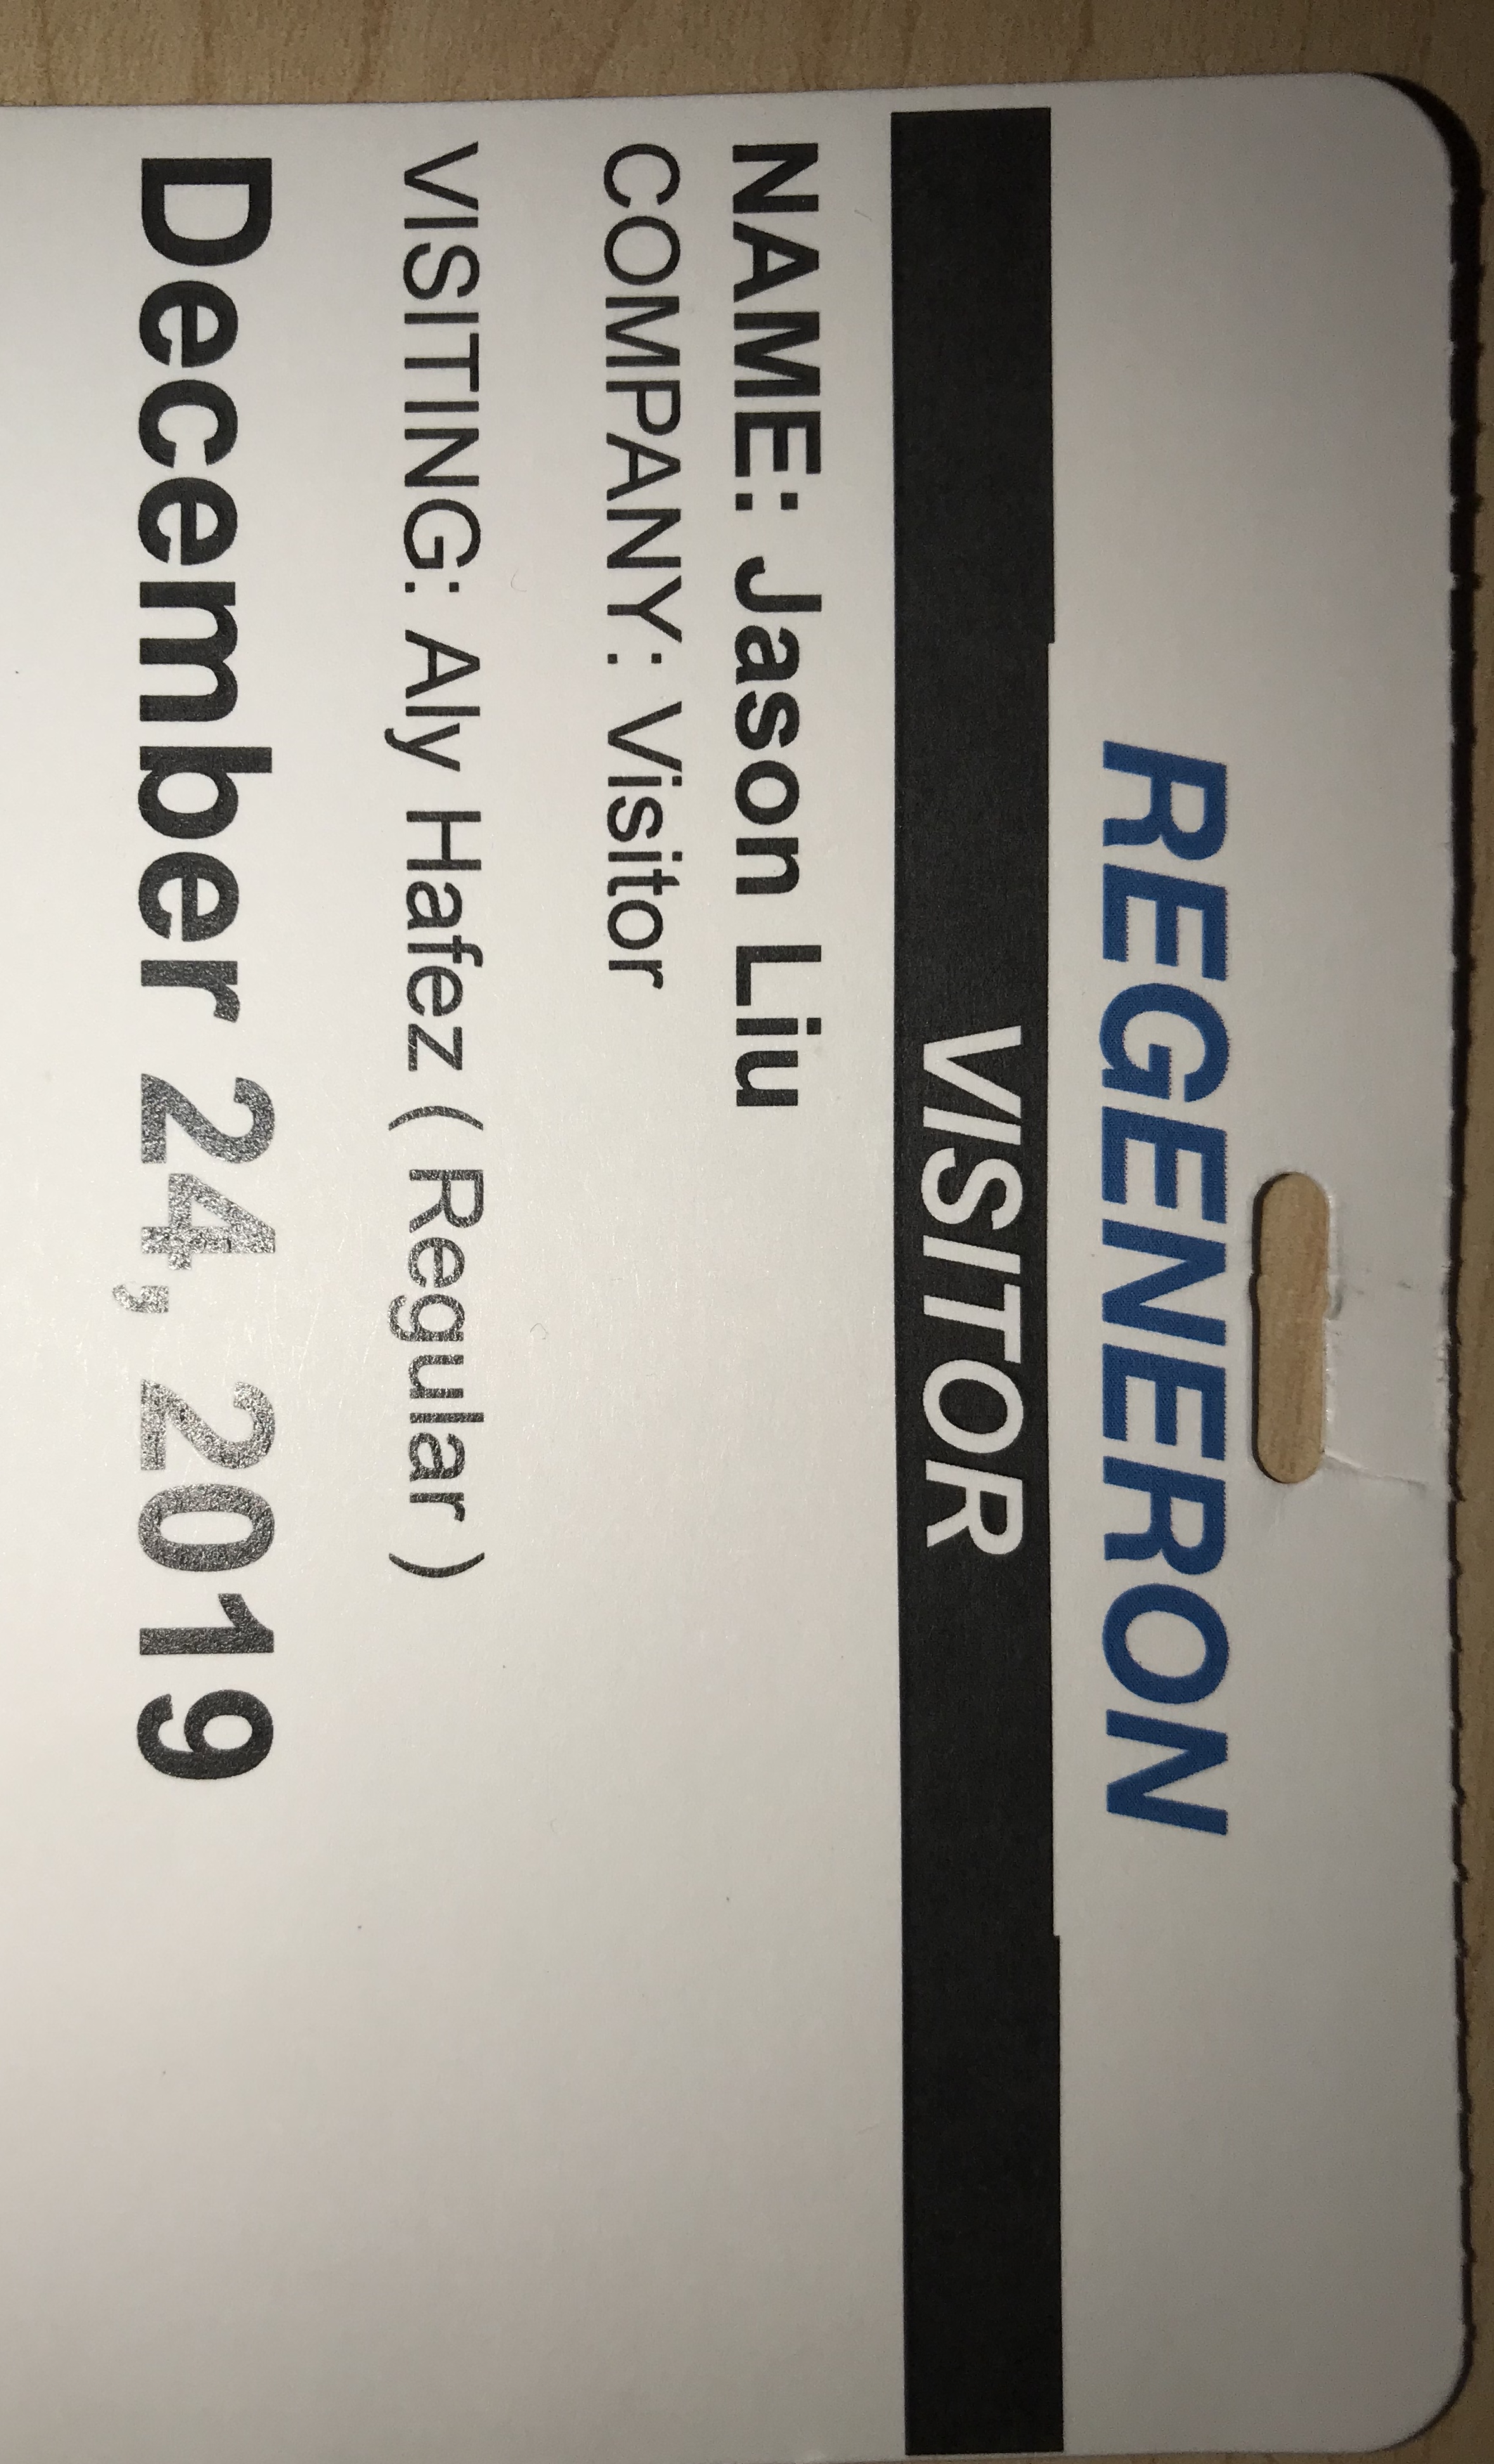 REGENERON
VISITOR
NAME: Jason Liu
COMPANY: Visitor
VISITING: Aly Hafez ( Regular )
December 24, 2019